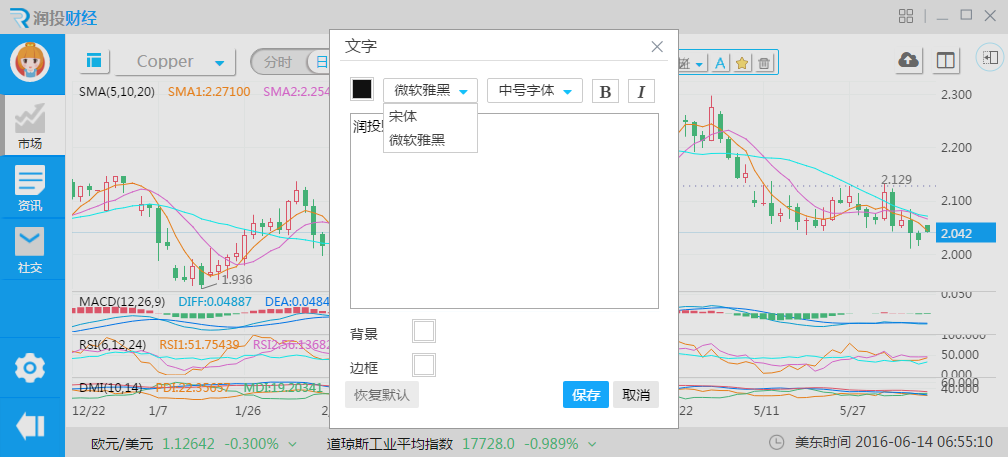 润投财经
Copper
分时
日
A
文字
微软雅黑
中号字体
B
I
宋体
微软雅黑
润投
市场
资讯
社交
SMA(5,10,20) SMA1:2.27100 SMA2:2.254
2.300
2.200
2.129
2.100
2.042
2.000
1.936
MACD(12,26,9) DIFF:0.04887 DEA:0.0484
0.050
RSI(6,12,24) RSI1:51.75439 RSI2:56.13682
100.000
50.000
0.000
DMI(10,14) PDI:22.35057 MDI:19.20341
60.000
40.000
12/22 1/7 1/26 5/11 5/27
背景
边框
恢复默认
保存
取消
欧元/美元 1.12642 -0.300% 道琼斯工业平均指数 17728.0 -0.989% 美东时间 2016-06-14 06:55:10